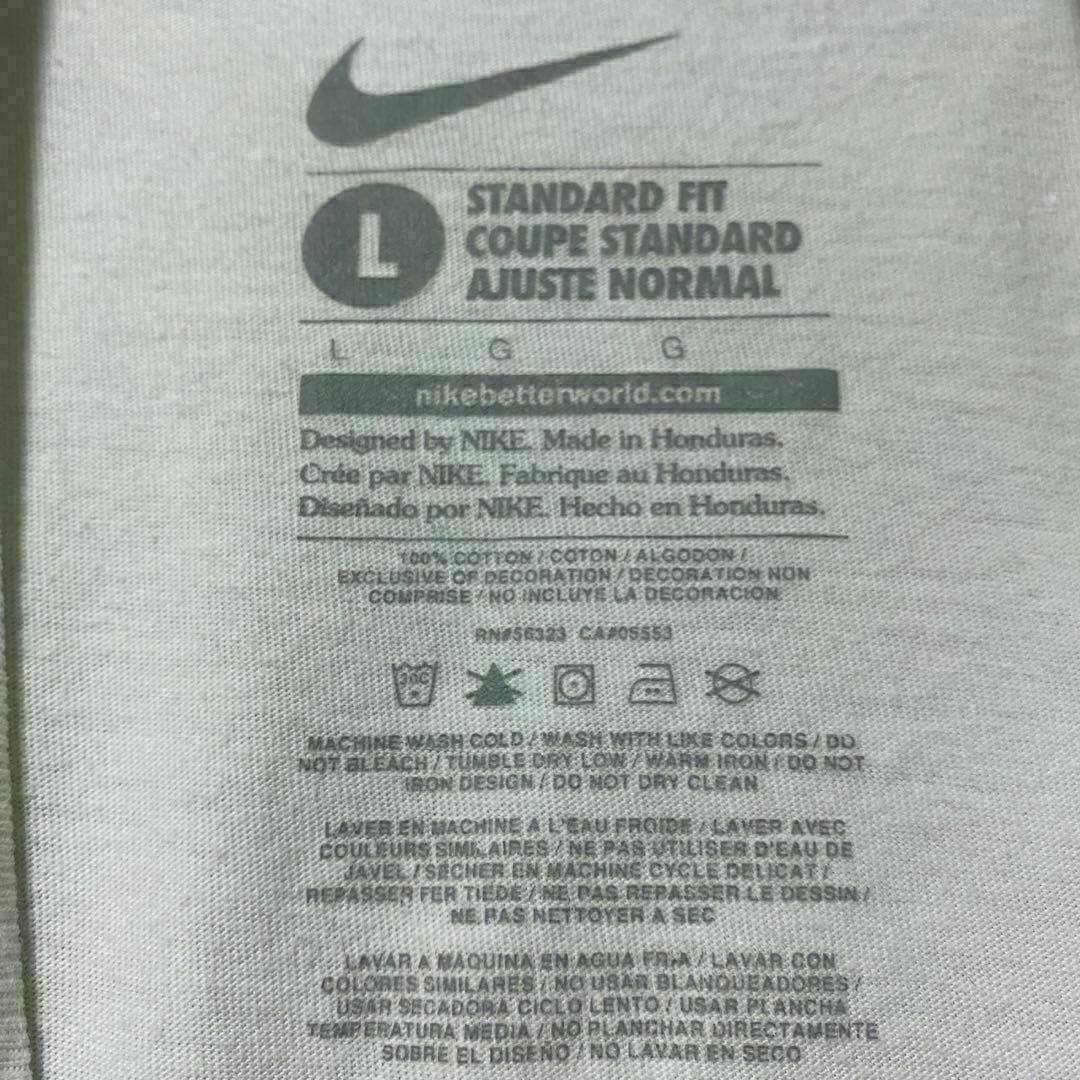 L
STANDARD FIT
COUPE STANDARD
AJUSTE NORMAL
L G G
nikebetterworld.com
Designed by NIKE. Made in Honduras.
Crée par NIKE. Fabrique au Honduras.
Diseñado por NIKE. Hecho en Honduras.
100% COTTON / COTON / ALGODON /
EXCLUSIVE OF DECORATION / DECORATION NON
COMPRISE / NO INCLUYE LA DECORACION
RN#56323 CA#05553
30C
MACHINE WASH COLD / WASH WITH LIKE COLORS / DO
NOT BLEACH / TUMBLE DRY LOW / WARM IRON / DO NOT
IRON DESIGN / DO NOT DRY CLEAN
LAVER EN MACHINE A L'EAU FROIDE / LAVER AVEC
COULEURS SIMILAIRES / NE PAS UTILISER D'EAU DE
JAVEL / SECHER EN MACHINE CYCLE DELICAT /
REPASSER FER TIEDE / NE PAS REPASSER LE DESSIN /
NE PAS NETTOYER A SEC
LAVAR A MAQUINA EN AGUA FRIA / LAVAR CON
COLORES SIMILARES / NO USAR BLANQUEADORES /
USAR SECADORA CICLO LENTO / USAR PLANCHA
TEMPERATURA MEDIA / NO PLANCHAR DIRECTAMENTE
SOBRE EL DISEÑO / NO LAVAR EN SECO